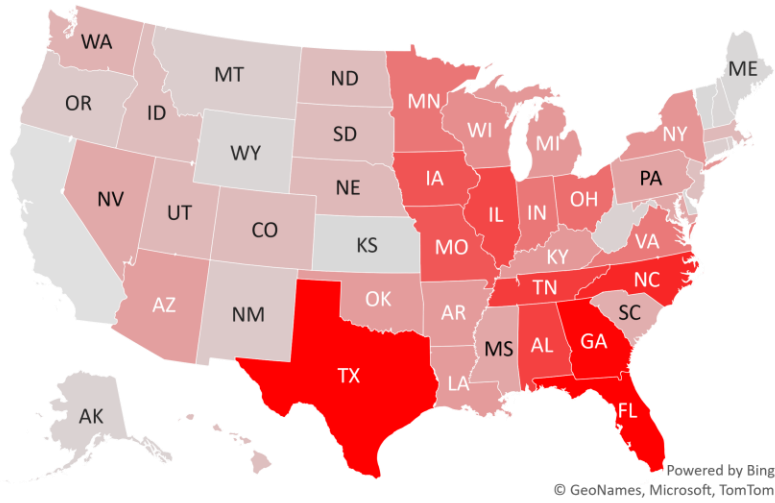 WA
MT
ND
MN
ME
OR
ID
SD
WI
MI
NY
WY
IA
PA
NV
UT
CO
NE
IL
IN
OH
KS
MO
KY
VA
AZ
NM
OK
AR
TN
NC
SC
TX
LA
MS
AL
GA
AK
FL
Powered by Bing
© GeoNames, Microsoft, TomTom